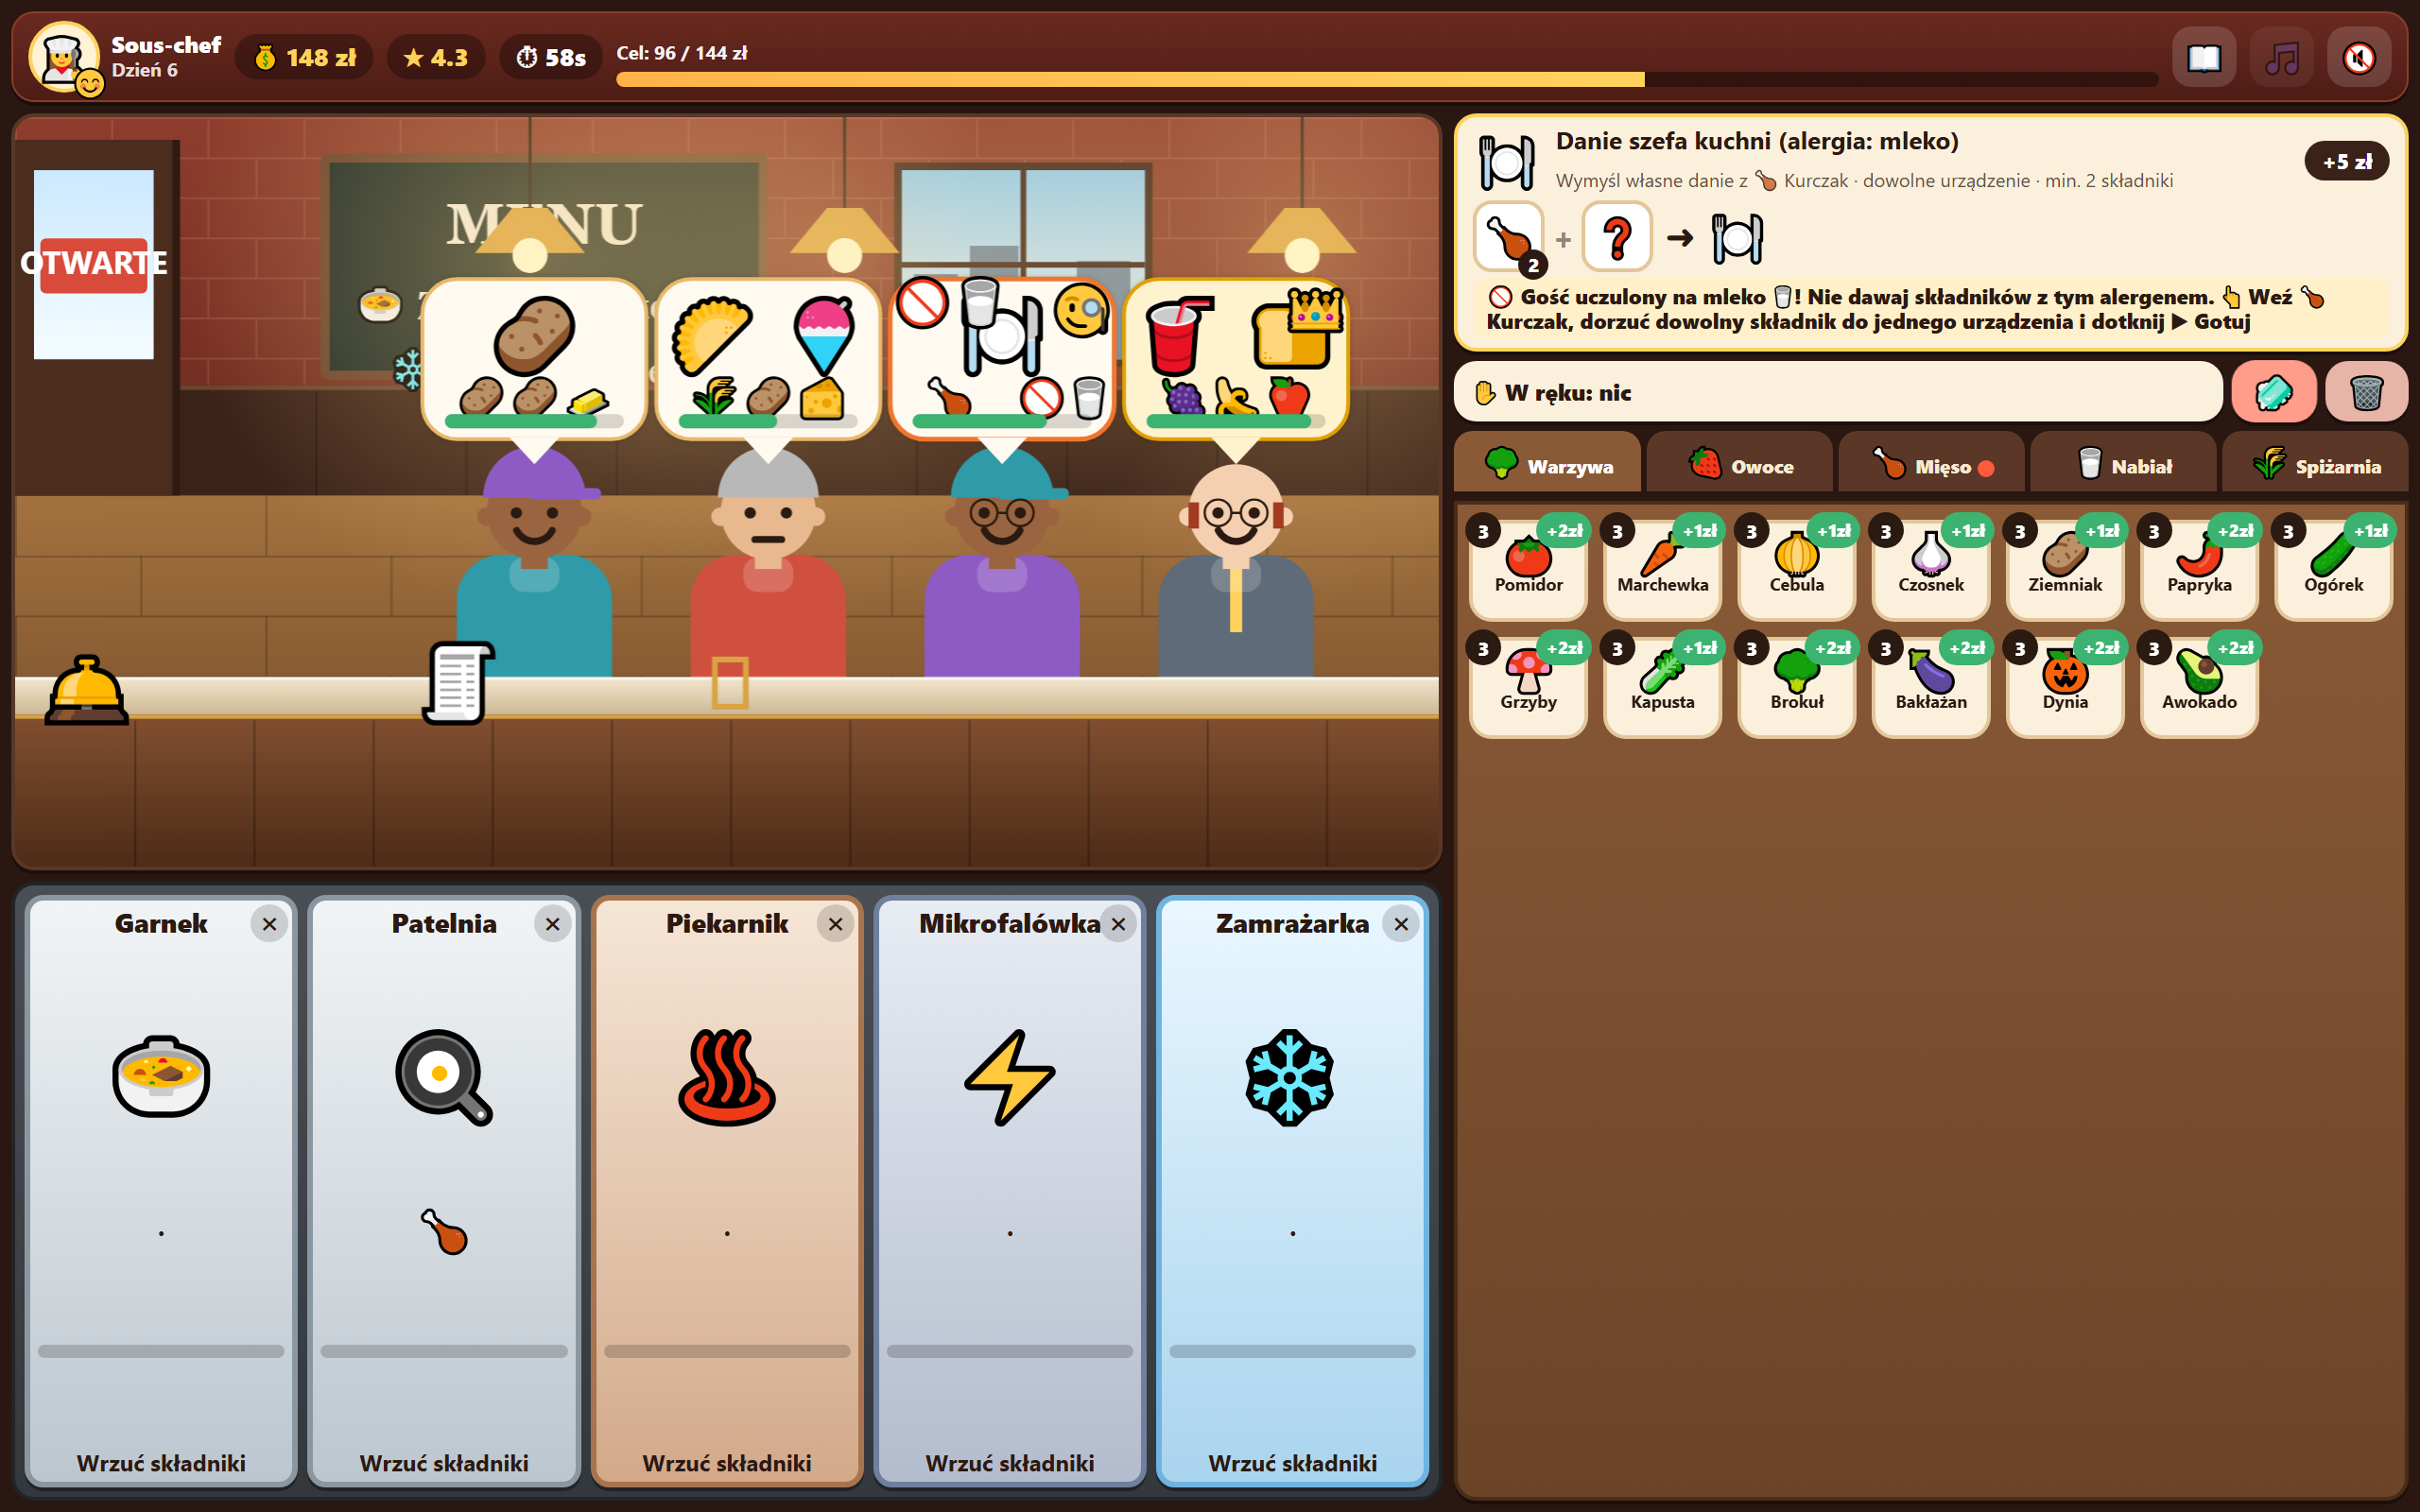 Sous-chef
Dzień 6
148 zł
★ 4.3
58s
Cel: 96 / 144 zł
OTWARTE
MENU
Danie szefa kuchni (alergia: mleko)
Wymyśl własne danie z 🍗 Kurczak · dowolne urządzenie · min. 2 składniki
+5 zł
+
➜
2
Gość uczulony na mleko 🥛! Nie dawaj składników z tym alergenem. 👆 Weź 🍗
Kurczak, dorzuć dowolny składnik do jednego urządzenia i dotknij ▶ Gotuj
W ręku: nic
Warzywa
Owoce
Mięso
Nabiał
Spiżarnia
3 +2zł Pomidor
3 +1zł Marchewka
3 +1zł Cebula
3 +1zł Czosnek
3 +1zł Ziemniak
3 +2zł Papryka
3 +1zł Ogórek
3 +2zł Grzyby
3 +1zł Kapusta
3 +2zł Brokuł
3 +2zł Bakłażan
3 +2zł Dynia
3 +2zł Awokado
Garnek ✕
Patelnia ✕
Piekarnik ✕
Mikrofalówka ✕
Zamrażarka ✕
Wrzuć składniki
Wrzuć składniki
Wrzuć składniki
Wrzuć składniki
Wrzuć składniki